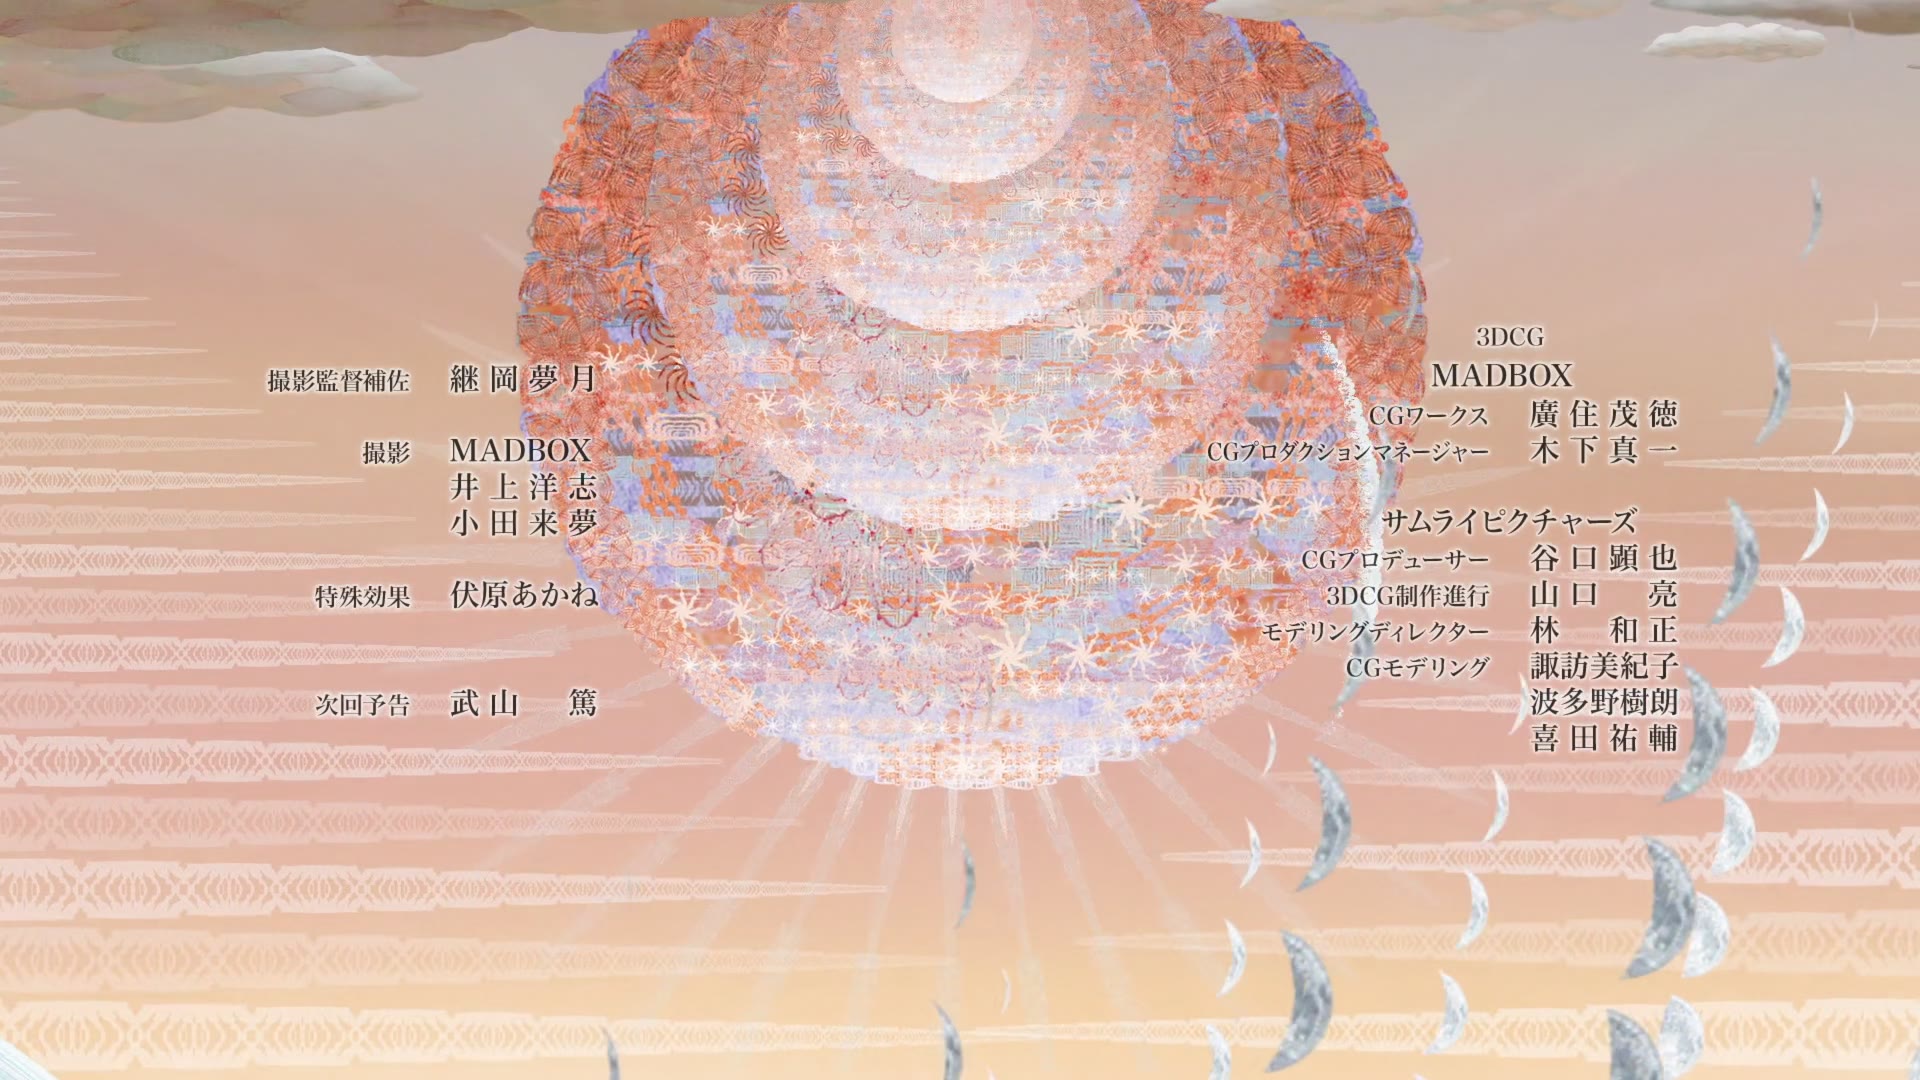 撮影監督補佐 継岡夢月
撮影 MADBOX
井上洋志
小田来夢
特殊効果 伏原あかね
次回予告 武山 篤
3DCG
MADBOX
CGワークス 廣住茂徳
CGプロダクションマネージャー 木下真一
サムライピクチャーズ
CGプロデューサー 谷口顕也
3DCG制作進行 山口 亮
モデリングディレクター 林 和正
CGモデリング 諏訪美紀子
波多野樹朗
喜田祐輔